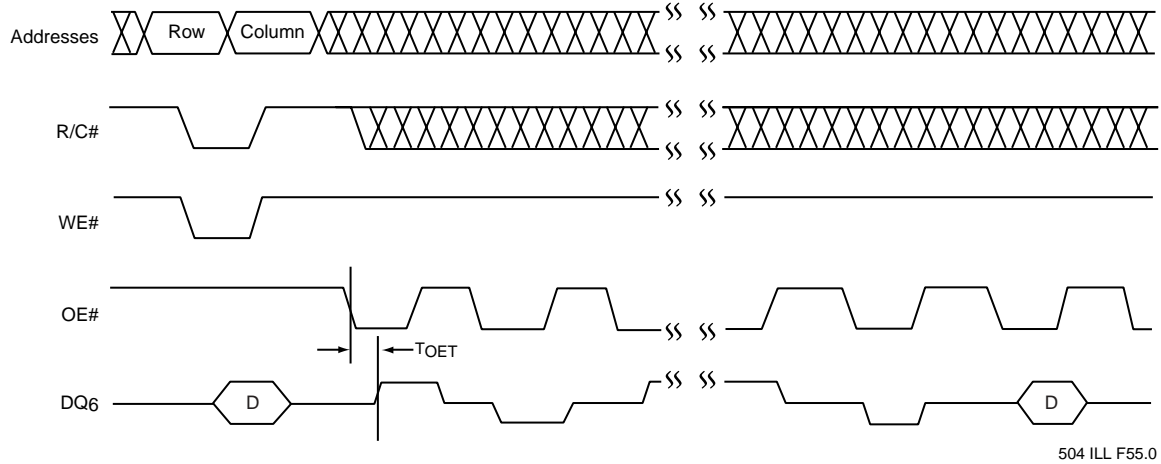 Addresses Row Column
R/C#
WE#
OE#
TOET
DQ6 D D
504 ILL F55.0